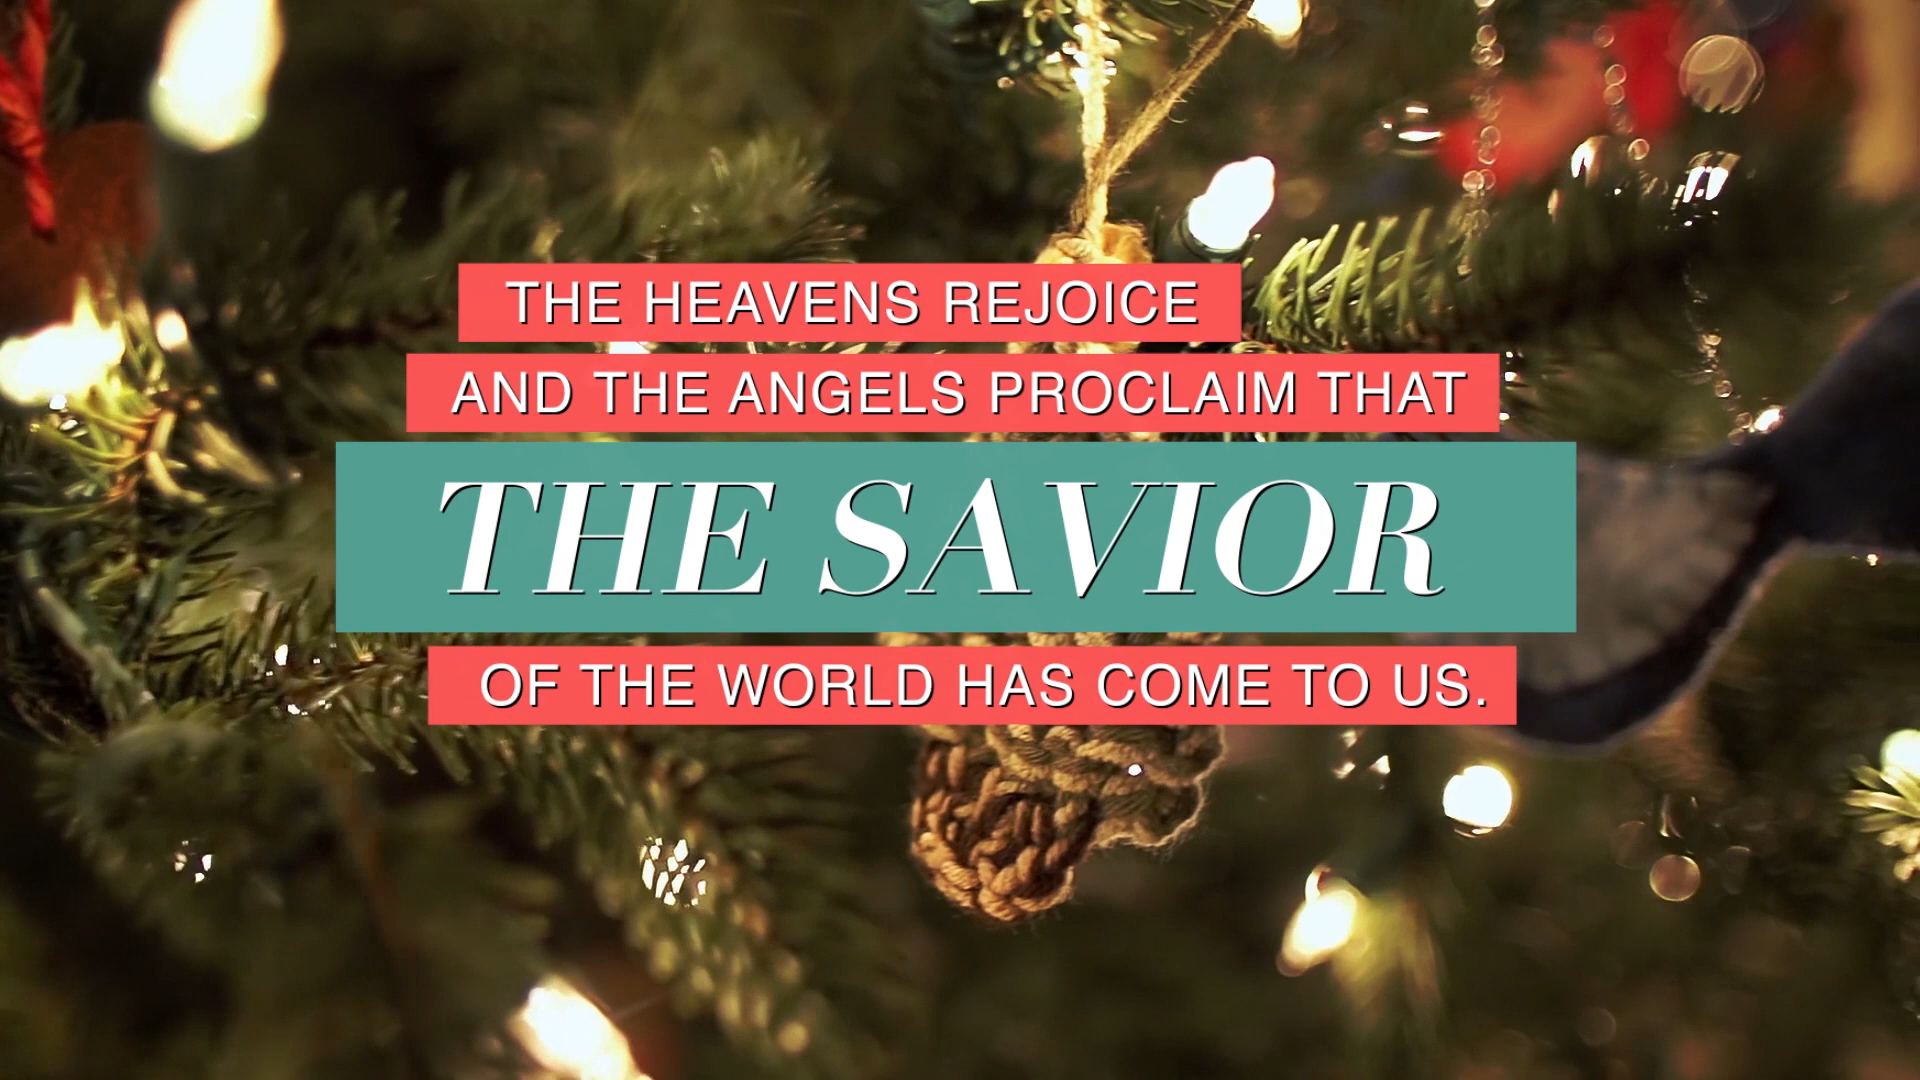 THE HEAVENS REJOICE
AND THE ANGELS PROCLAIM THAT
THE SAVIOR
OF THE WORLD HAS COME TO US.